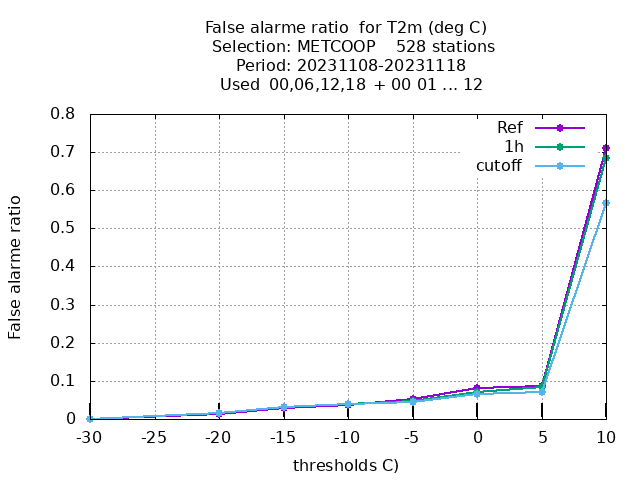 False alarme ratio  for T2m (deg C)
Selection: METCOOP    528 stations
Period: 20231108-20231118
Used  00,06,12,18  + 00 01 ... 12
Ref
1h
cutoff
0.8
0.7
0.6
0.5
0.4
0.3
0.2
0.1
0
False alarme ratio
-30 -25 -20 -15 -10 -5 0 5 10
thresholds C)